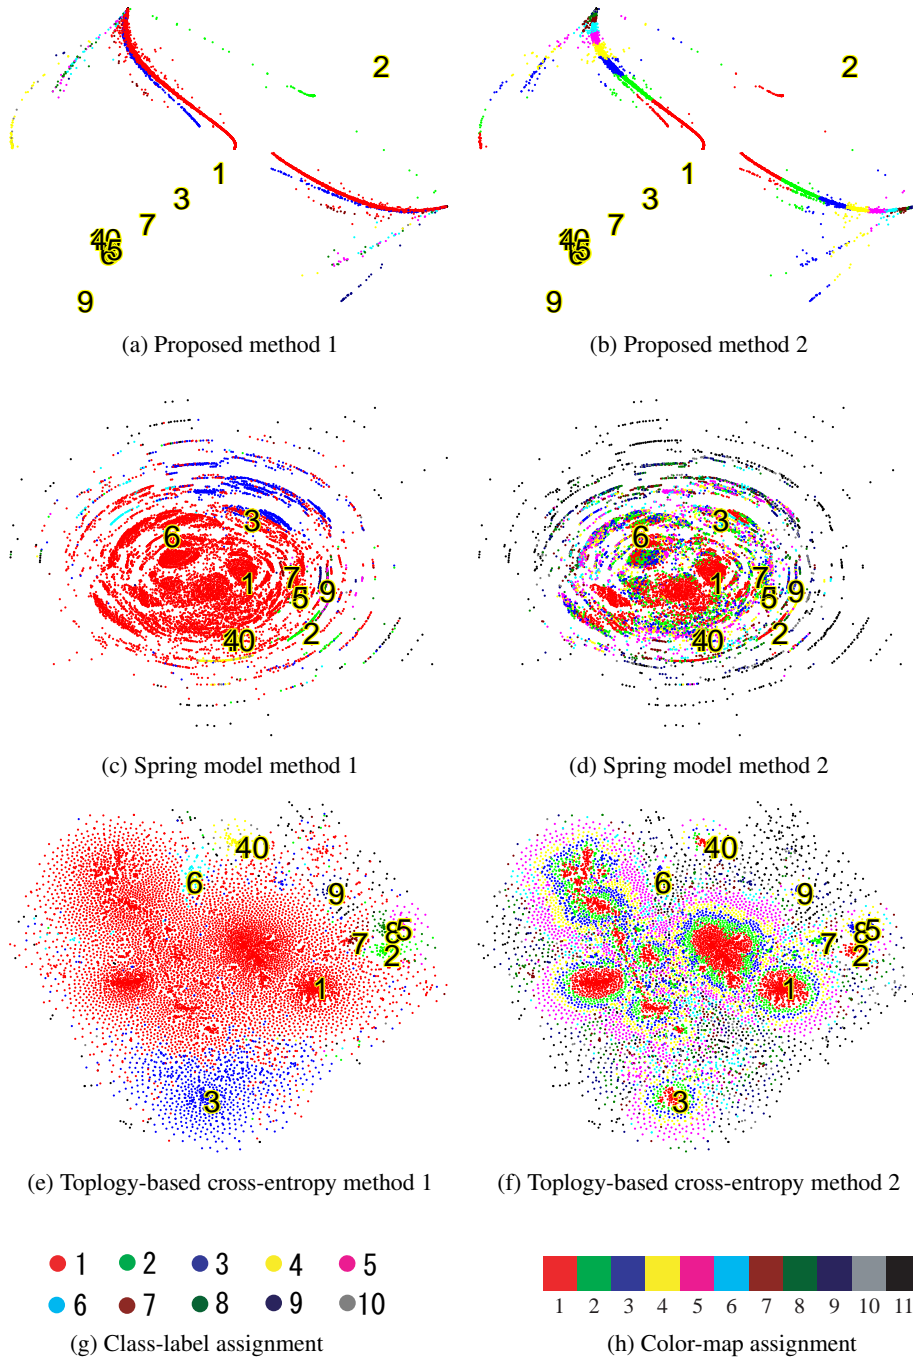 2 2
1 1
3 3
7 7
40 40
5 5
6 6
9 9
(a) Proposed method 1 (b) Proposed method 2
3 3
6 6
7 7
1 5 9 1 5 9
40 2 40 2
(c) Spring model method 1 (d) Spring model method 2
40 40
6 9 6 9
8 5 8 5
7 2 7 2
1 1
3 3
(e) Toplogy-based cross-entropy method 1 (f) Toplogy-based cross-entropy method 2
1 2 3 4 5
6 7 8 9 10
1 2 3 4 5 6 7 8 9 10 11
(g) Class-label assignment (h) Color-map assignment